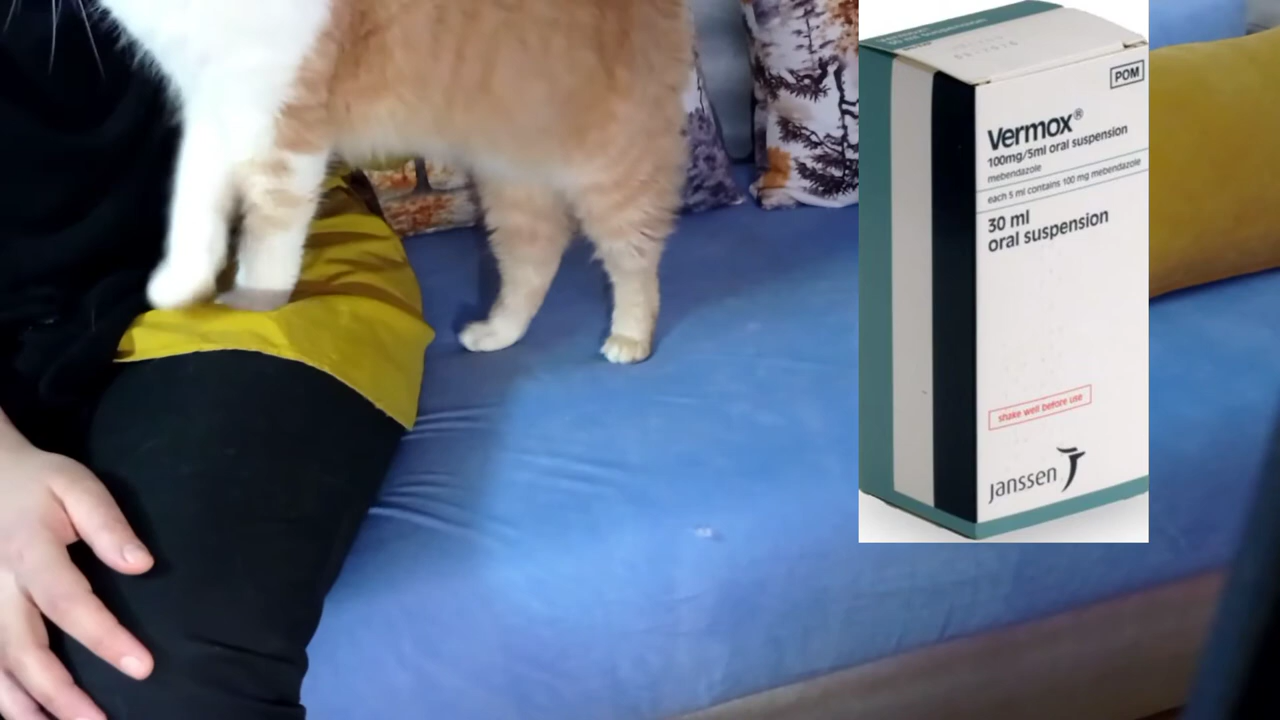 POM
Vermox®
100mg/5ml oral suspension
mebendazole
each 5 ml contains 100 mg mebendazole
30 ml
oral suspension
shake well before use
Janssen